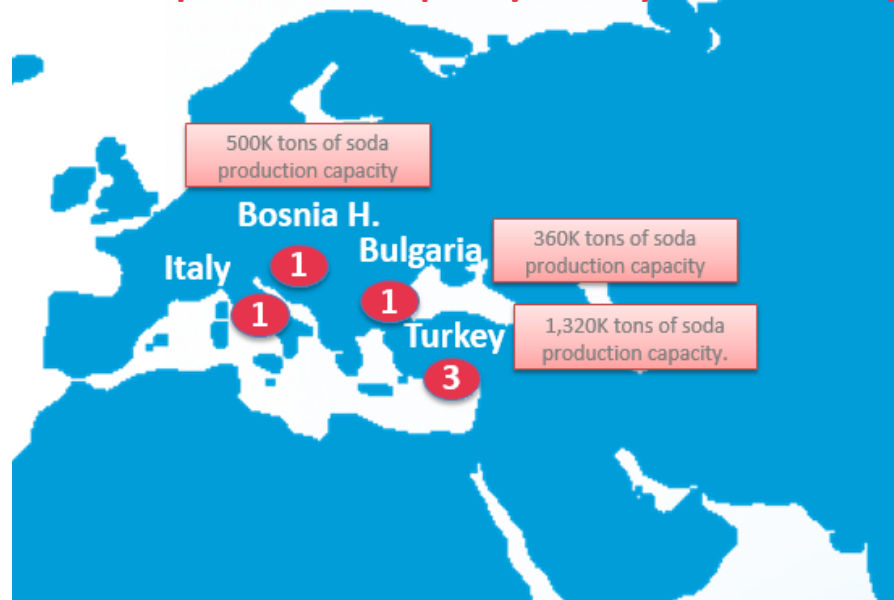 500K tons of soda
production capacity
Bosnia H.
1
Bulgaria
1
360K tons of soda
production capacity
Italy
1
Turkey
3
1,320K tons of soda
production capacity.